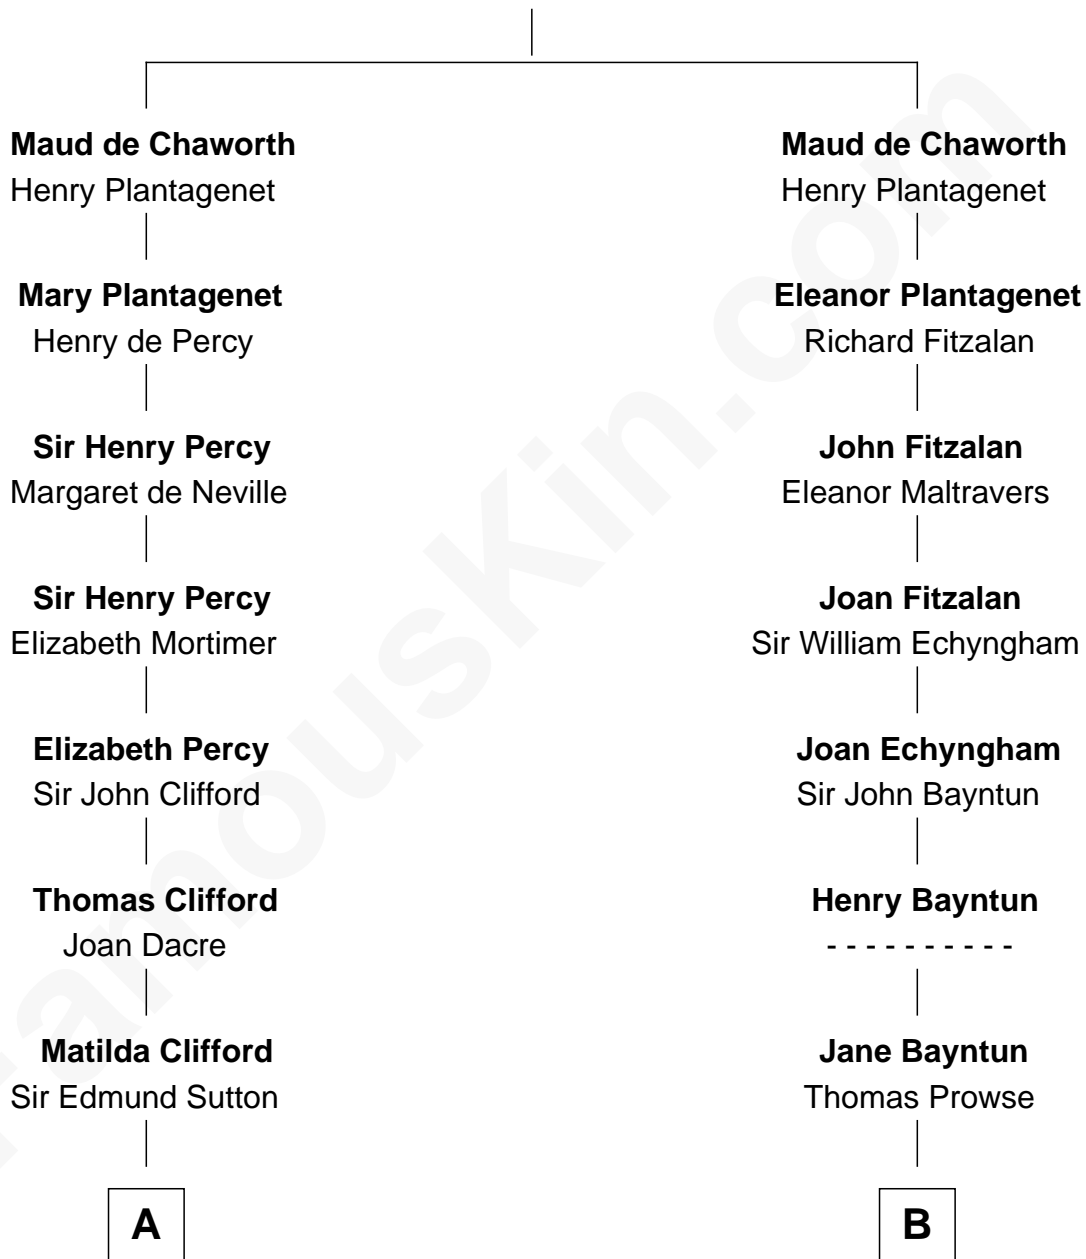 Maud de Chaworth
Henry Plantagenet
Mary Plantagenet
Henry de Percy
Sir Henry Percy
Margaret de Neville
Sir Henry Percy
Elizabeth Mortimer
Elizabeth Percy
Sir John Clifford
Thomas Clifford
Joan Dacre
Matilda Clifford
Sir Edmund Sutton
A
Maud de Chaworth
Henry Plantagenet
Eleanor Plantagenet
Richard Fitzalan
John Fitzalan
Eleanor Maltravers
Joan Fitzalan
Sir William Echyngham
Joan Echyngham
Sir John Bayntun
Henry Bayntun
- - - - - - - - - -
Jane Bayntun
Thomas Prowse
B
FamousKin.com